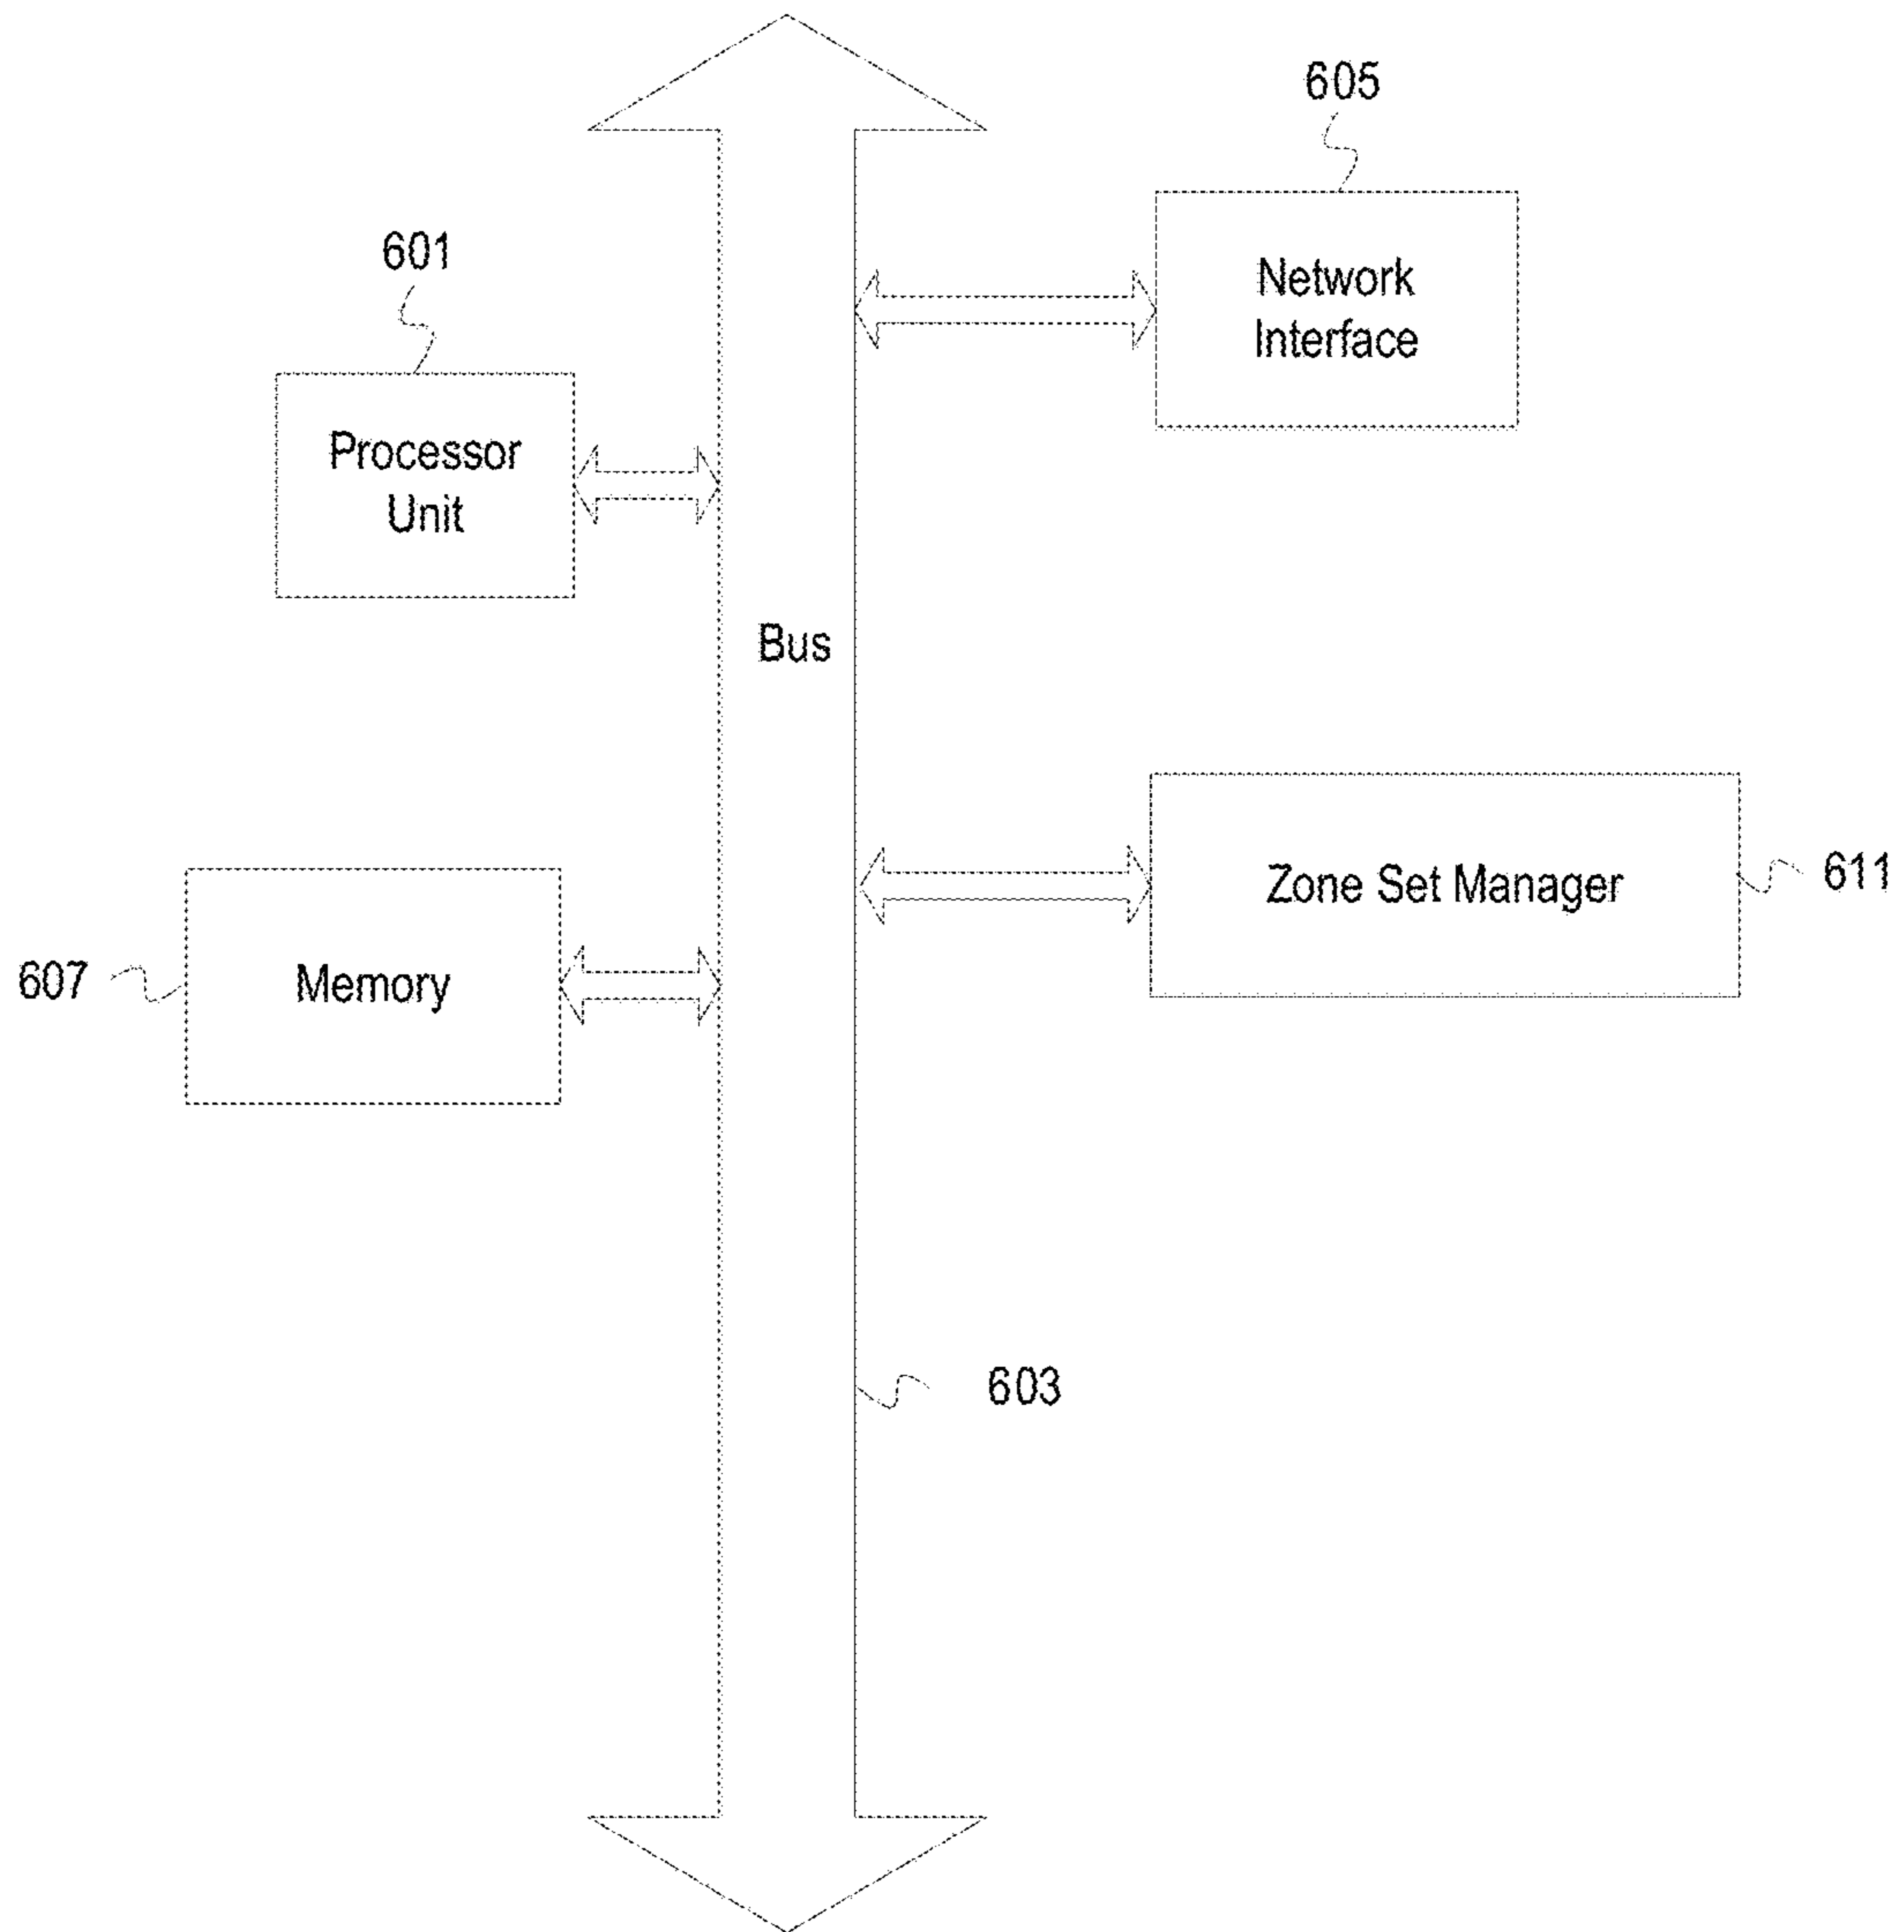 605
Network
Interface
601
Processor
Unit
Bus
Zone Set Manager
611
607
Memory
603